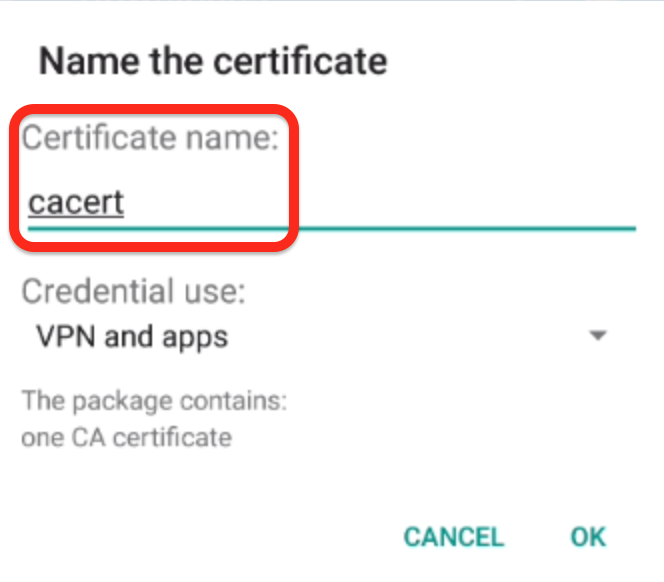 Name the certificate
Certificate name:
cacert
Credential use:
VPN and apps
The package contains:
one CA certificate
CANCEL OK